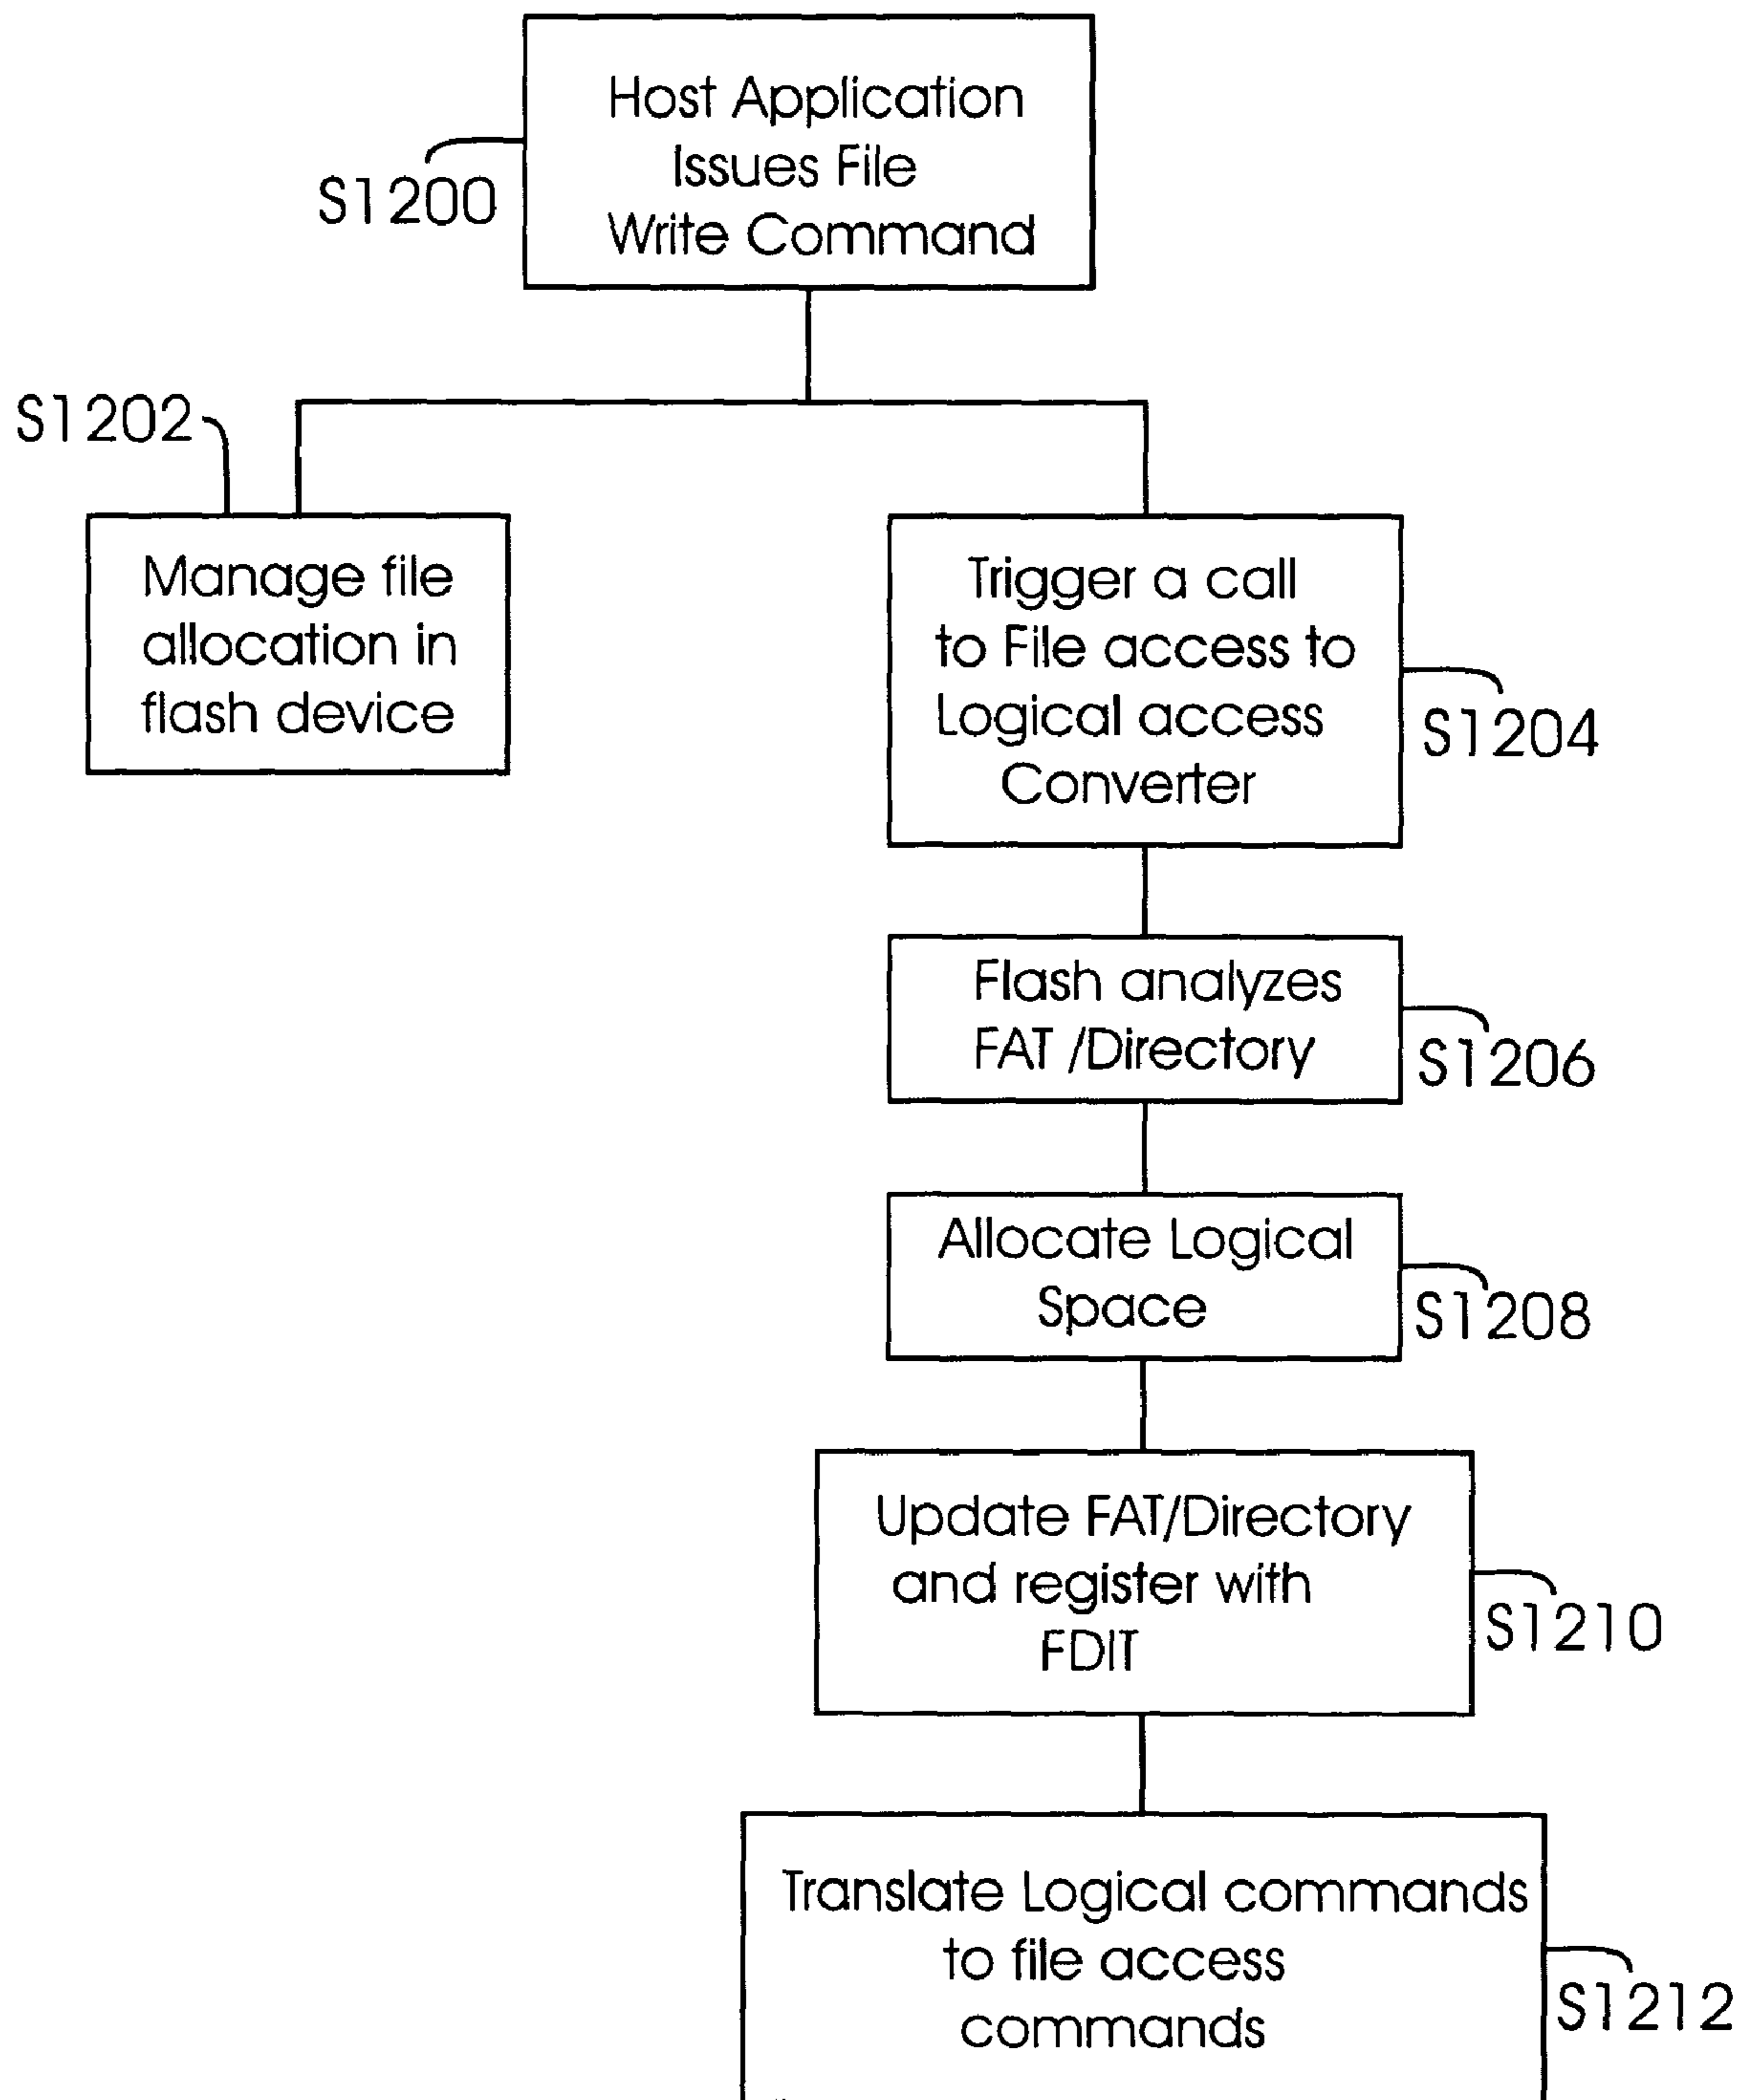 Host Application
Issues File
Write Command
S1200
S1202
Manage file
allocation in
flash device
Trigger a call
to File access to
Logical access
Converter
S1204
Flash analyzes
FAT /Directory
S1206
Allocate Logical
Space
S1208
Update FAT/Directory
and register with
FDIT
S1210
Translate Logical commands
to file access
commands
S1212